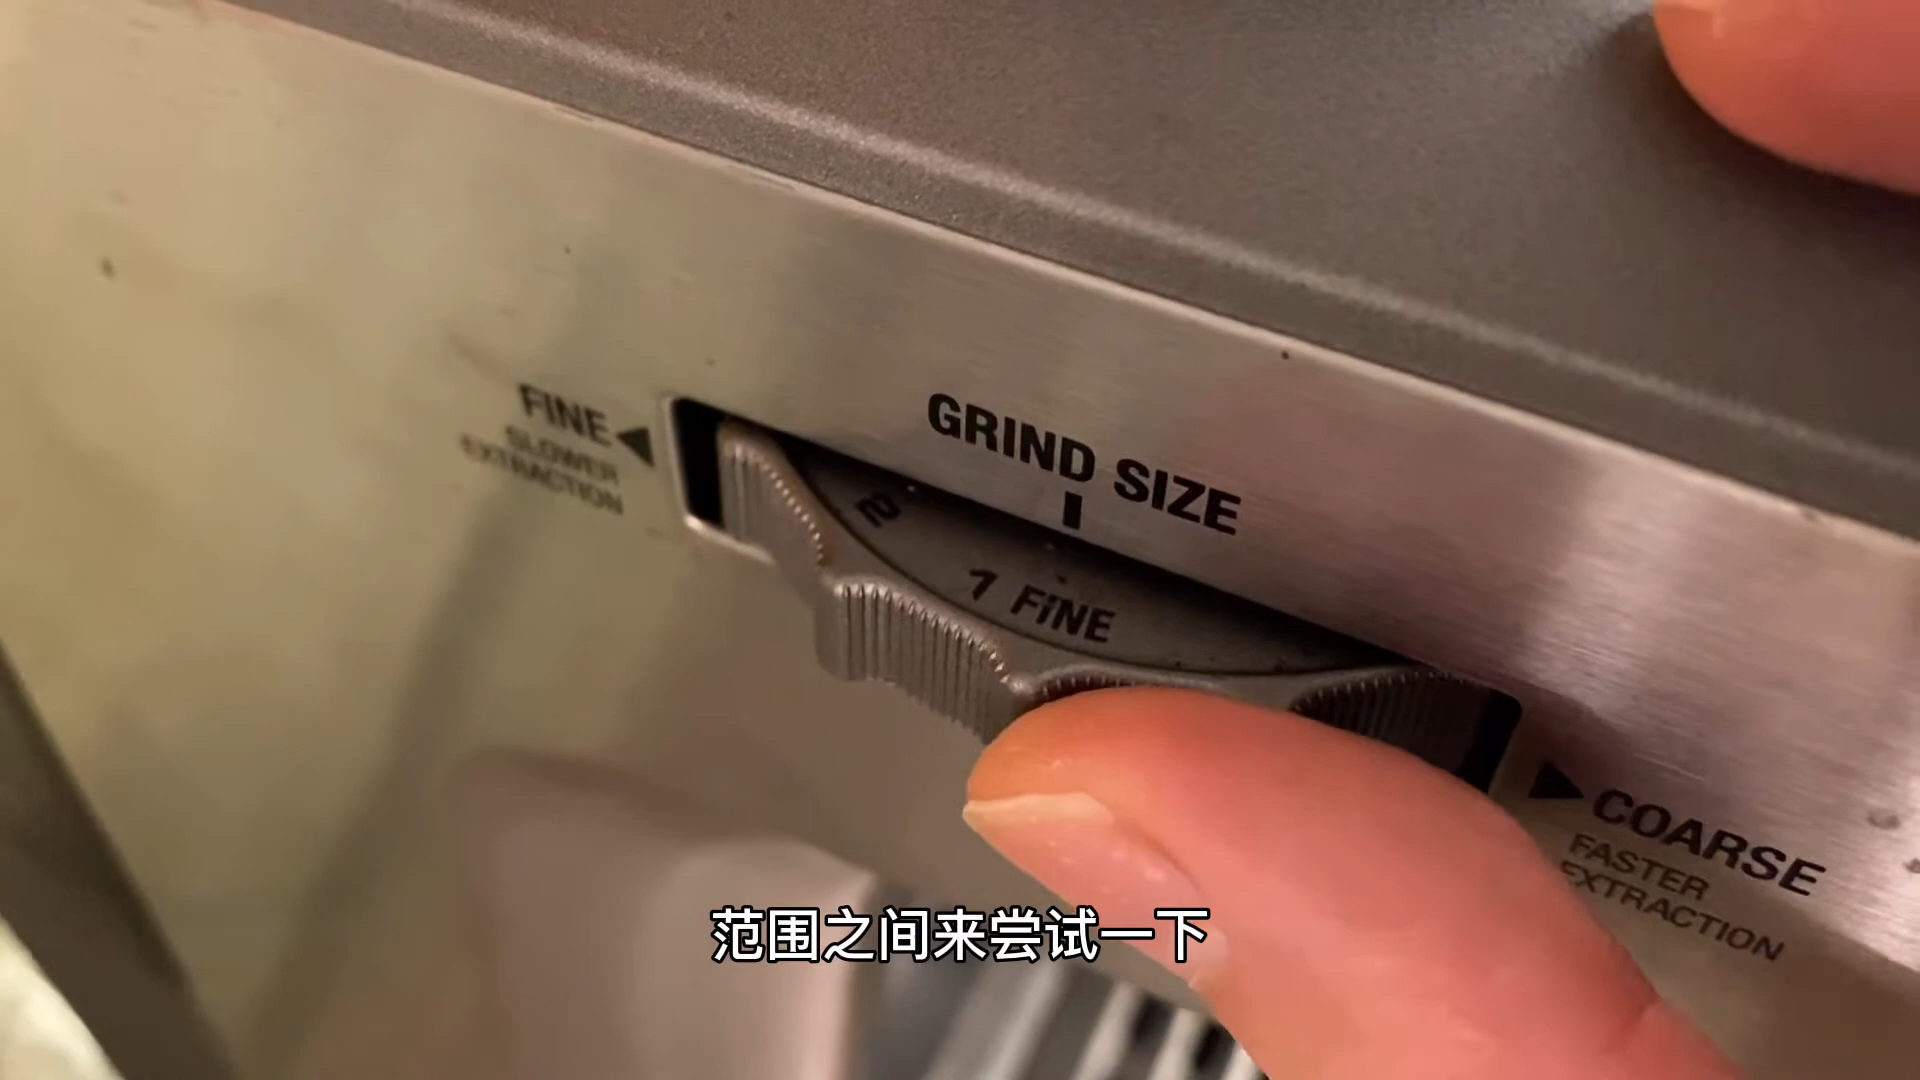 GRIND SIZE
FINE
SLOWER
EXTRACTION
2
1 FINE
COARSE
FASTER
EXTRACTION
范围之间来尝试一下